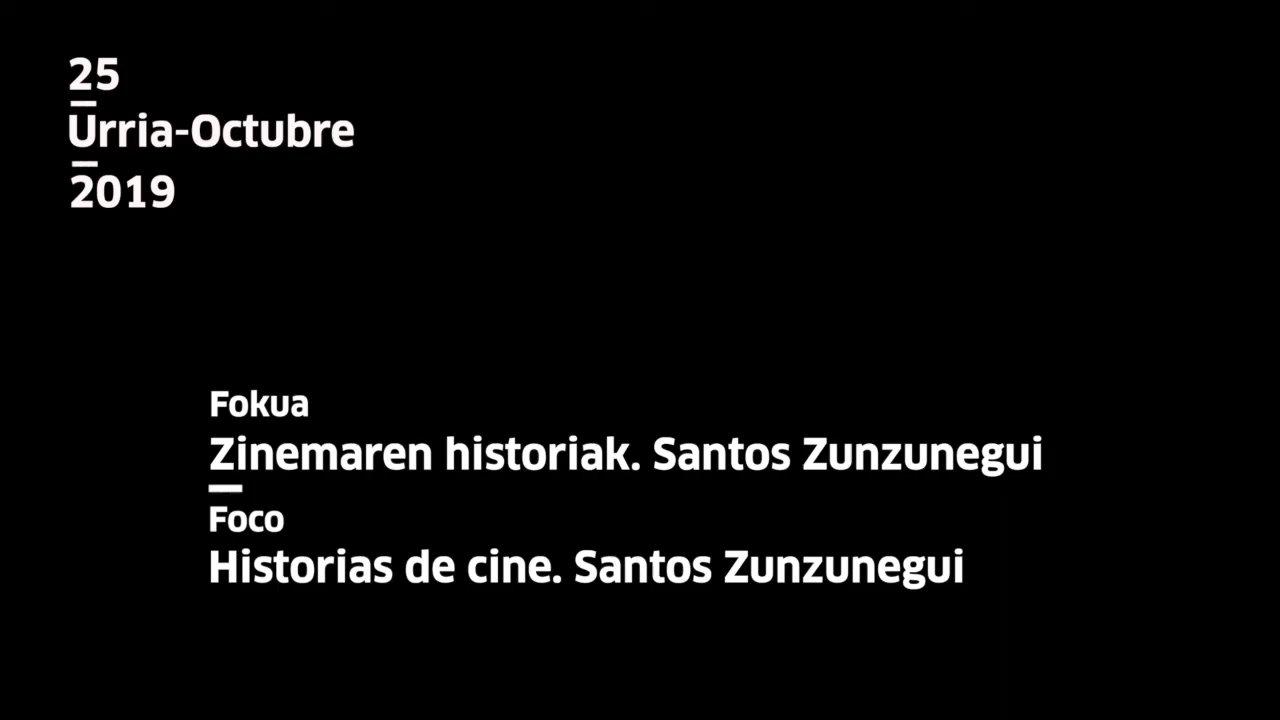 25
Urria-Octubre
2019
Fokua
Zinemaren historiak. Santos Zunzunegui
Foco
Historias de cine. Santos Zunzunegui